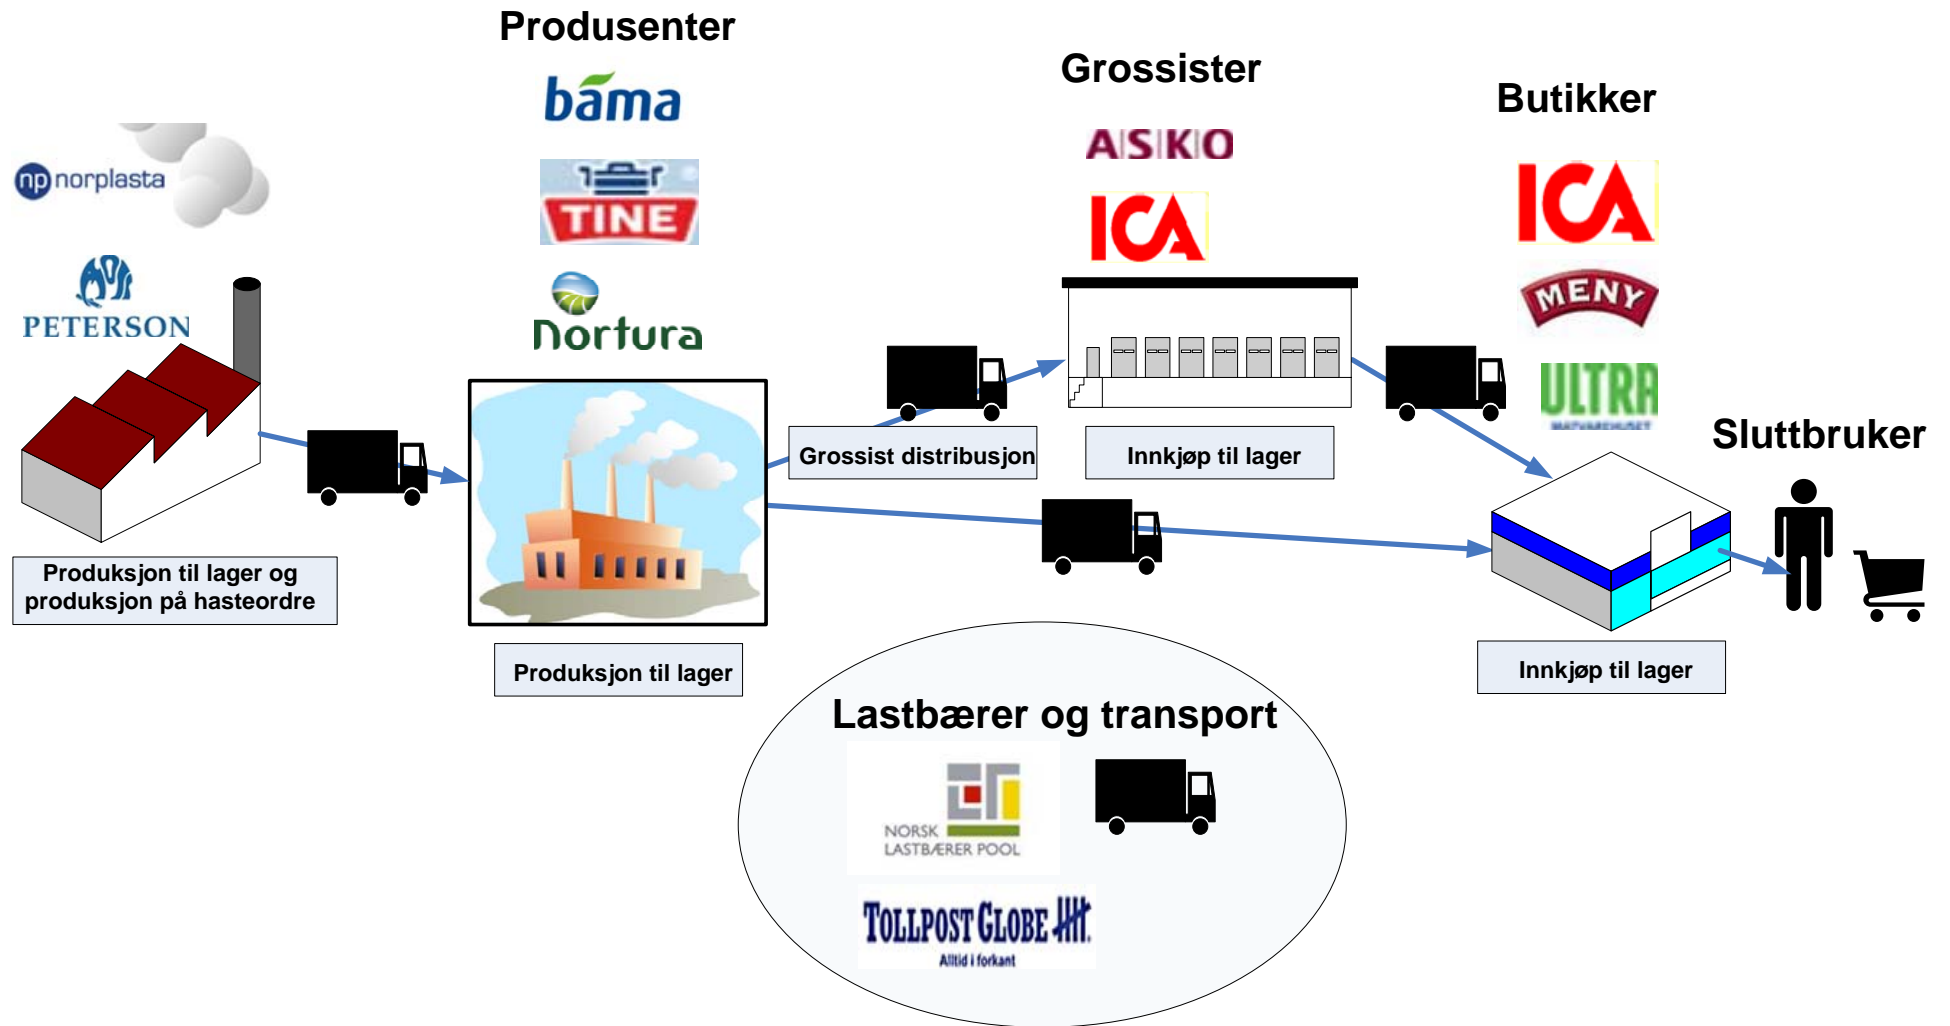 Produsenter
Grossister
Butikker
bama
A|S|K|O
np norplasta
TINE
ICA
ICA
PETERSON
nortura
MENY
ULTRA
MATVAREHUSET
Sluttbruker
Grossist distribusjon
Innkjøp til lager
Produksjon til lager og
produksjon på hasteordre
Produksjon til lager
Innkjøp til lager
Lastbærer og transport
NORSK
LASTBÆRER POOL
TOLLPOST GLOBE
Alltid i forkant